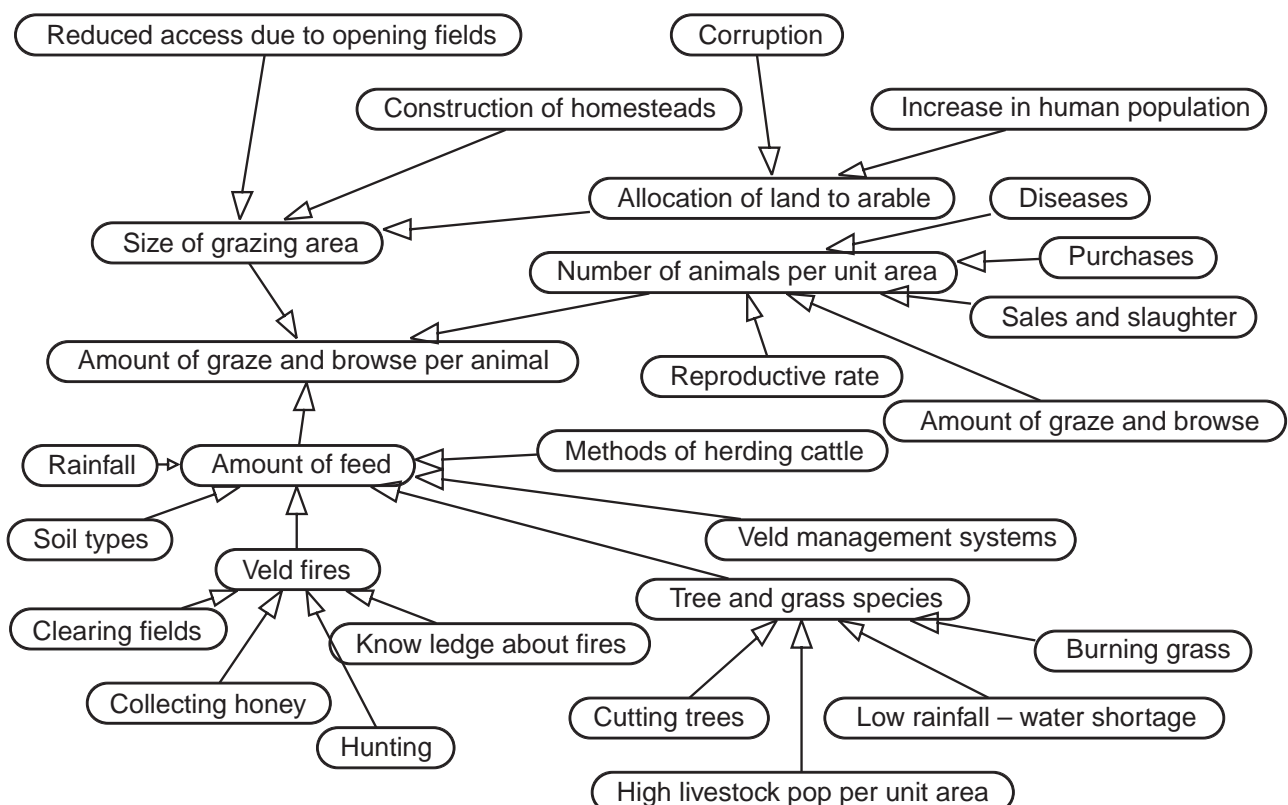 Reduced access due to opening fields
Corruption
Construction of homesteads
Increase in human population
Allocation of land to arable
Diseases
Size of grazing area
Number of animals per unit area
Purchases
Sales and slaughter
Amount of graze and browse per animal
Reproductive rate
Amount of graze and browse
Rainfall
Amount of feed
Methods of herding cattle
Soil types
Veld management systems
Veld fires
Tree and grass species
Clearing fields
Know ledge about fires
Burning grass
Collecting honey
Cutting trees
Low rainfall – water shortage
Hunting
High livestock pop per unit area